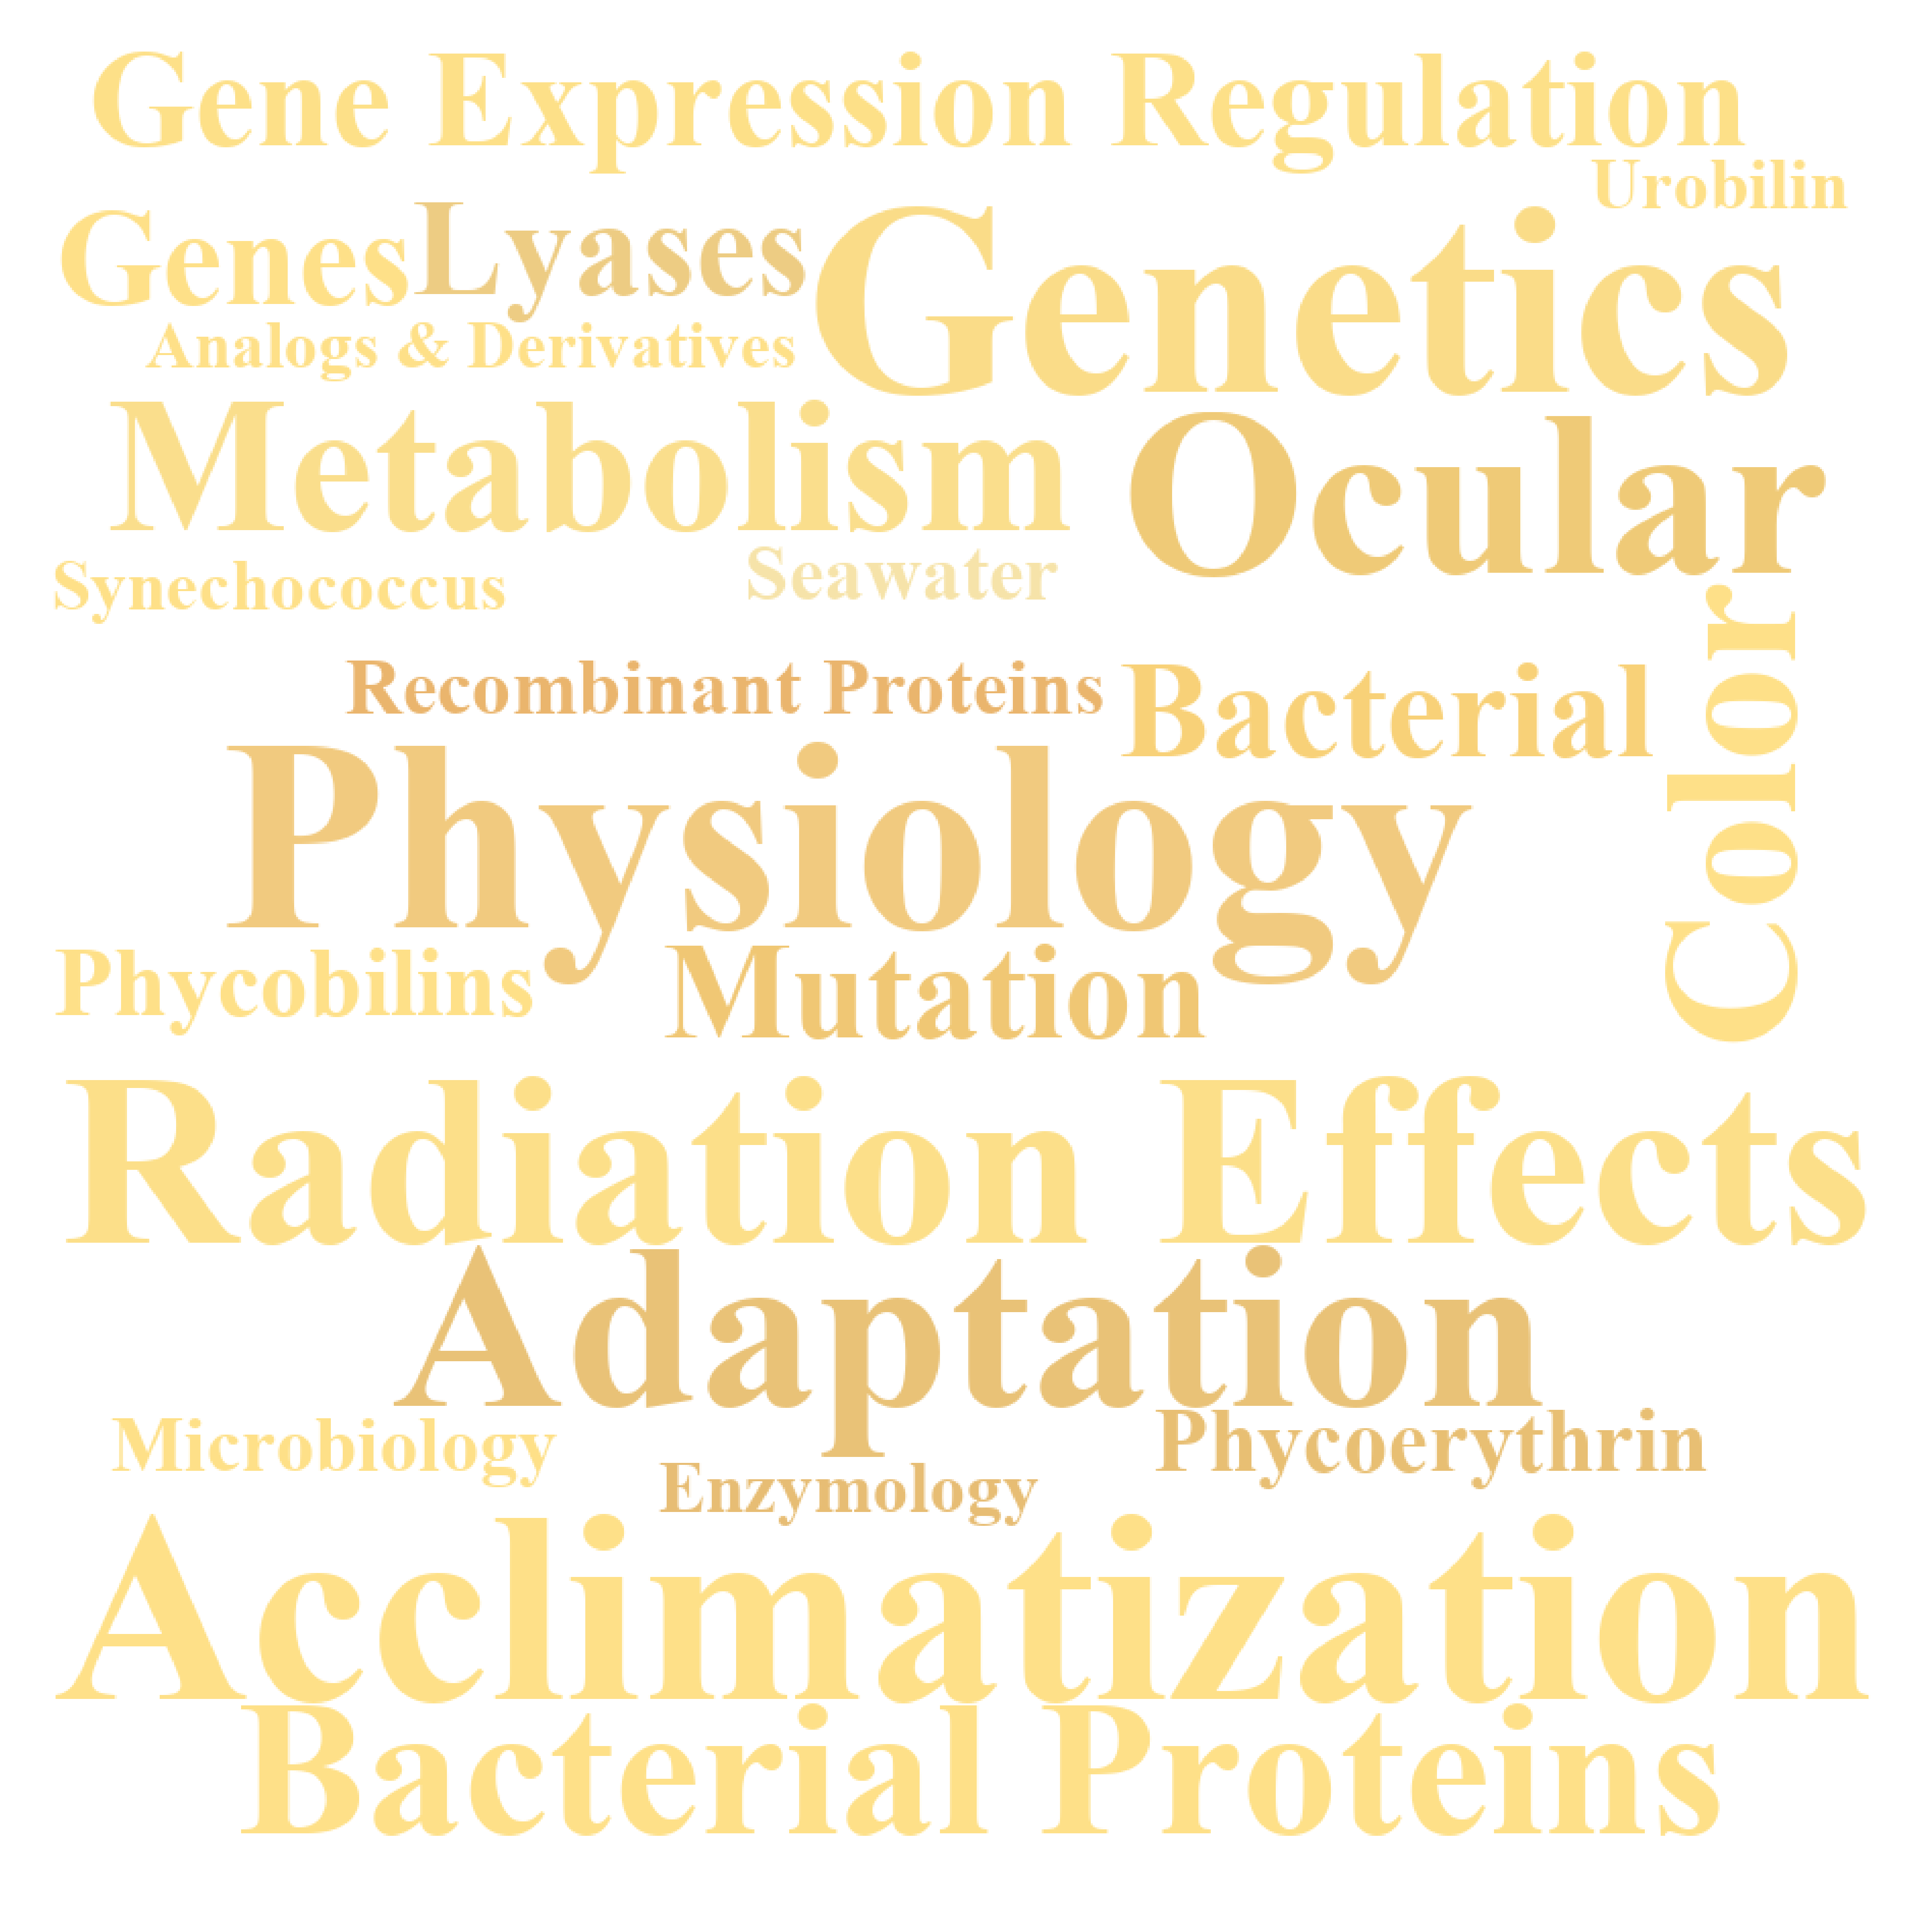 Gene Expression Regulation
Urobilin
Genes
Lyases
Genetics
Analogs & Derivatives
Metabolism
Ocular
Synechococcus
Seawater
Color
Recombinant Proteins
Bacterial
Physiology
Phycobilins
Mutation
Radiation Effects
Adaptation
Microbiology
Phycoerythrin
Enzymology
Acclimatization
Bacterial Proteins